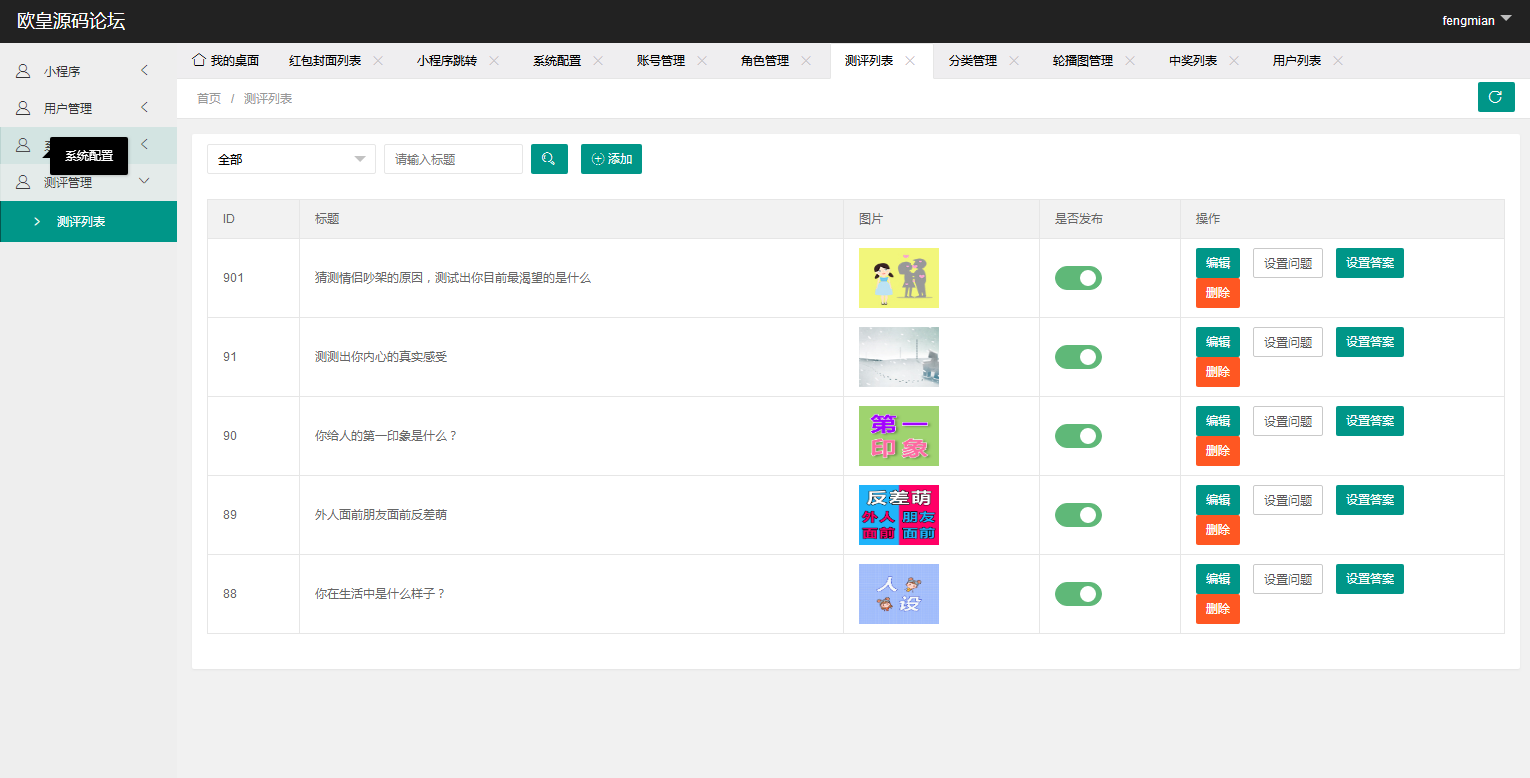 欧皇源码论坛
fengmian
小程序
用户管理
系统配置
测评管理
测评列表
我的桌面 红包封面列表 小程序跳转 系统配置 账号管理 角色管理 测评列表 分类管理 轮播图管理 中奖列表 用户列表
首页 / 测评列表
全部 请输入标题 添加
ID 标题 图片 是否发布 操作
901 猜测情侣吵架的原因，测试出你目前最渴望的是什么 编辑 设置问题 设置答案
删除
91 测测出你内心的真实感受 编辑 设置问题 设置答案
删除
90 你给人的第一印象是什么？ 第一 编辑 设置问题 设置答案
印象 删除
89 外人面前朋友面前反差萌 反差萌 编辑 设置问题 设置答案
外人 朋友
面前 面前 删除
88 你在生活中是什么样子？ 人 编辑 设置问题 设置答案
设 删除